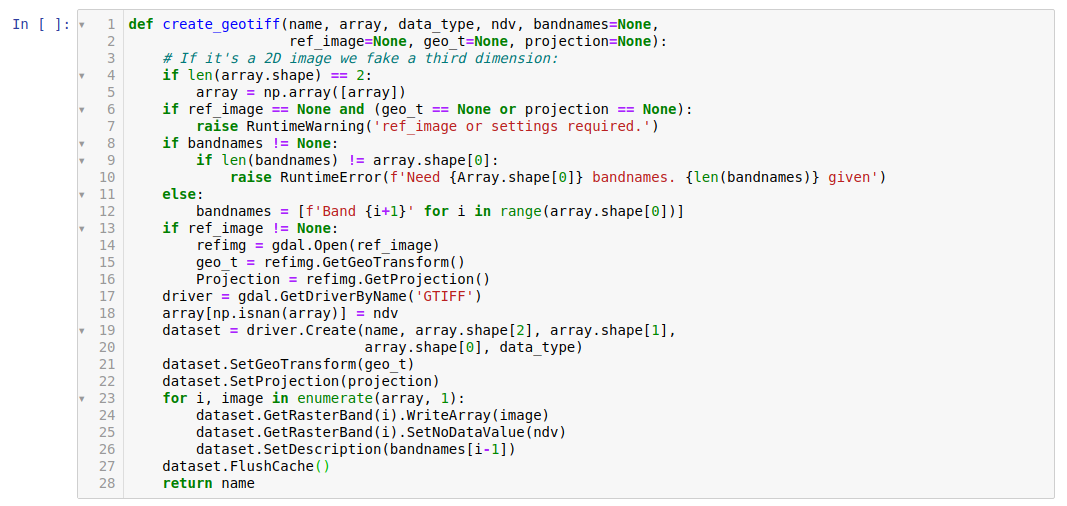 In [ ]:
1 def create_geotiff(name, array, data_type, ndv, bandnames=None,
2                    ref_image=None, geo_t=None, projection=None):
3     # If it's a 2D image we fake a third dimension:
4     if len(array.shape) == 2:
5         array = np.array([array])
6     if ref_image == None and (geo_t == None or projection == None):
7         raise RuntimeWarning('ref_image or settings required.')
8     if bandnames != None:
9         if len(bandnames) != array.shape[0]:
10             raise RuntimeError(f'Need {Array.shape[0]} bandnames. {len(bandnames)} given')
11     else:
12         bandnames = [f'Band {i+1}' for i in range(array.shape[0])]
13     if ref_image != None:
14         refimg = gdal.Open(ref_image)
15         geo_t = refimg.GetGeoTransform()
16         Projection = refimg.GetProjection()
17     driver = gdal.GetDriverByName('GTIFF')
18     array[np.isnan(array)] = ndv
19     dataset = driver.Create(name, array.shape[2], array.shape[1],
20                             array.shape[0], data_type)
21     dataset.SetGeoTransform(geo_t)
22     dataset.SetProjection(projection)
23     for i, image in enumerate(array, 1):
24         dataset.GetRasterBand(i).WriteArray(image)
25         dataset.GetRasterBand(i).SetNoDataValue(ndv)
26         dataset.SetDescription(bandnames[i-1])
27     dataset.FlushCache()
28     return name